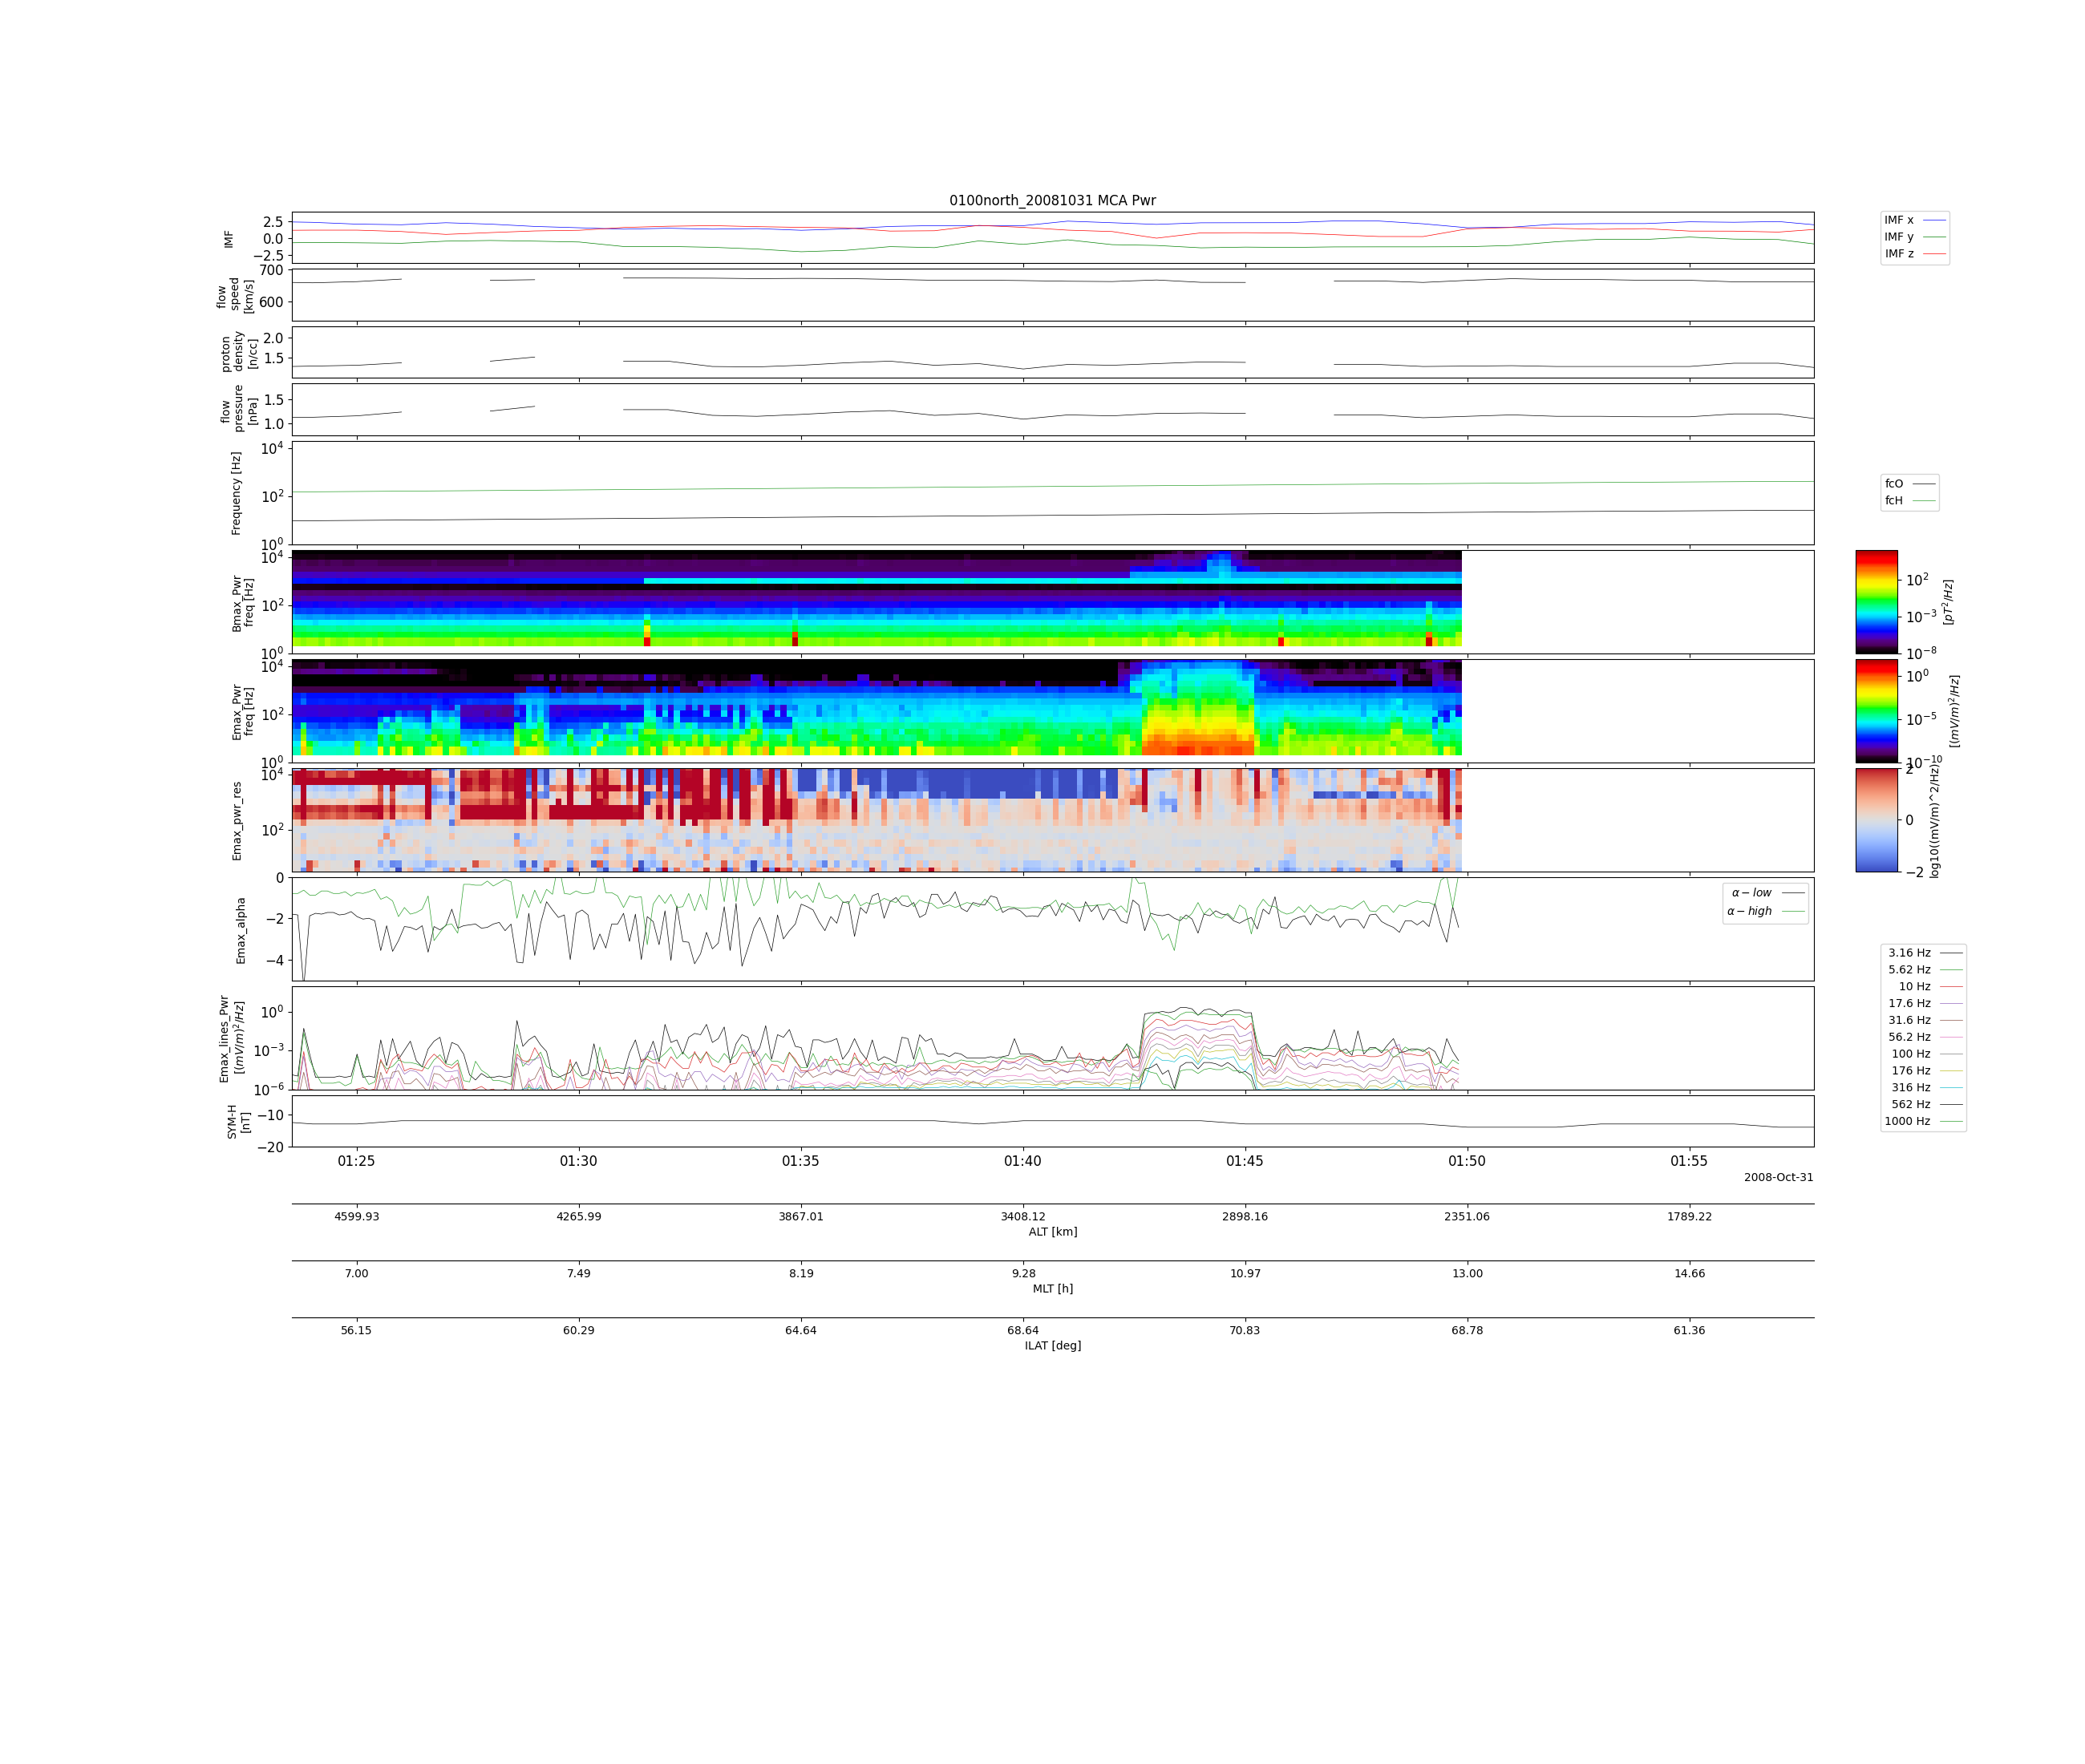 0100north_20081031 MCA Pwr
IMF
2.5
0.0
−2.5
IMF x
IMF y
IMF z
flow
speed
[km/s]
700
600
proton
density
[n/cc]
2.0
1.5
flow
pressure
[nPa]
1.5
1.0
Frequency [Hz]
10^4
10^2
10^0
fcO
fcH
Bmax_Pwr
freq [Hz]
10^4
10^2
10^0
10^2
10^−3
10^−8
[pT^2/Hz]
Emax_Pwr
freq [Hz]
10^4
10^2
10^0
10^0
10^−5
10^−10
[(mV/m)^2/Hz]
Emax_pwr_res
10^4
10^2
2
0
−2
log10((mV/m)^2/Hz)
Emax_alpha
0
−2
−4
α − low
α − high
Emax_lines_Pwr
[(mV/m)^2/Hz]
10^0
10^−3
10^−6
3.16 Hz
5.62 Hz
10 Hz
17.6 Hz
31.6 Hz
56.2 Hz
100 Hz
176 Hz
316 Hz
562 Hz
1000 Hz
SYM-H
[nT]
−10
−20
01:25 01:30 01:35 01:40 01:45 01:50 01:55
2008-Oct-31
4599.93 4265.99 3867.01 3408.12 2898.16 2351.06 1789.22
ALT [km]
7.00 7.49 8.19 9.28 10.97 13.00 14.66
MLT [h]
56.15 60.29 64.64 68.64 70.83 68.78 61.36
ILAT [deg]